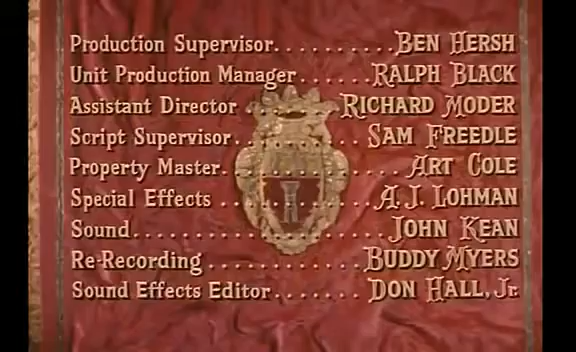 Production Supervisor..........BEN HERSH
Unit Production Manager.......RALPH BLACK
Assistant Director..........RICHARD MODER
Script Supervisor...........SAM FREEDLE
Property Master.............ART COLE
Special Effects............A.J. LOHMAN
Sound.....................JOHN KEAN
Re-Recording.............BUDDY MYERS
Sound Effects Editor.......DON HALL, Jr.